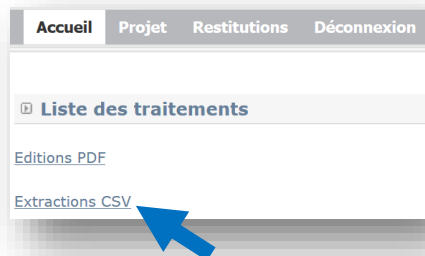 Accueil Projet Restitutions Déconnexion
Liste des traitements
Editions PDF
Extractions CSV